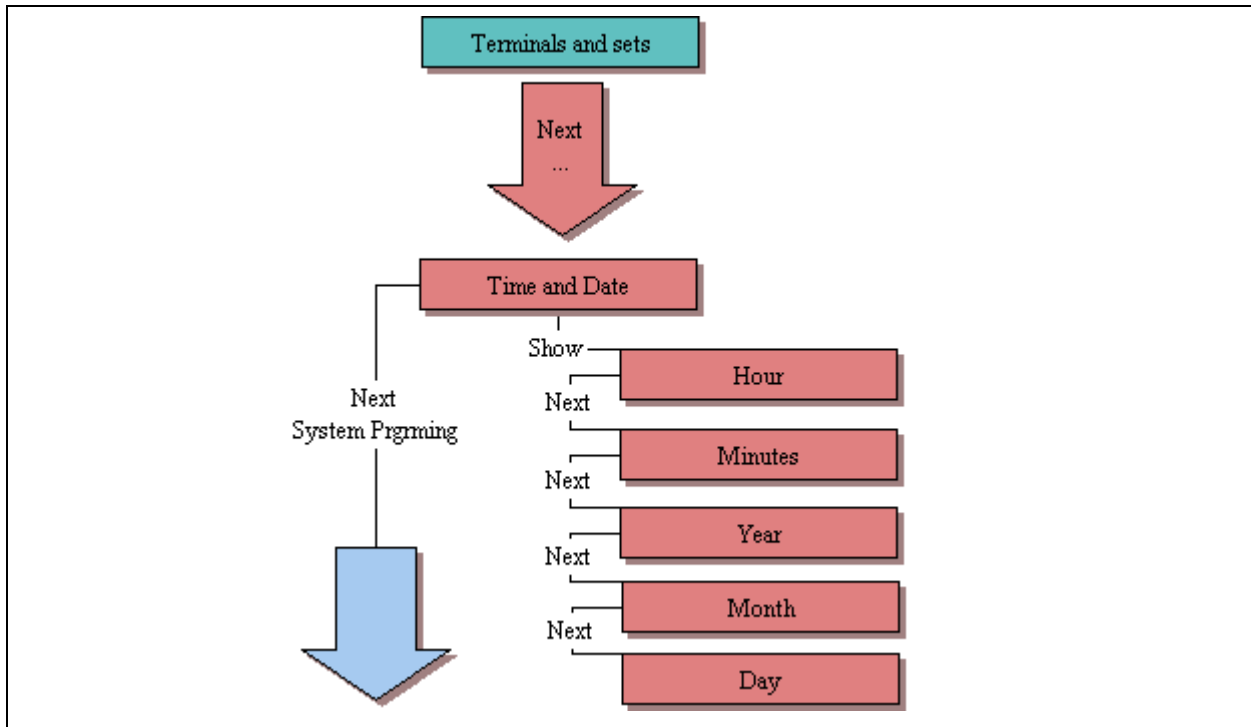 Terminals and sets
Next
...
Time and Date
Show
Hour
Next
Next
System Prgrming
Minutes
Next
Year
Next
Month
Next
Day